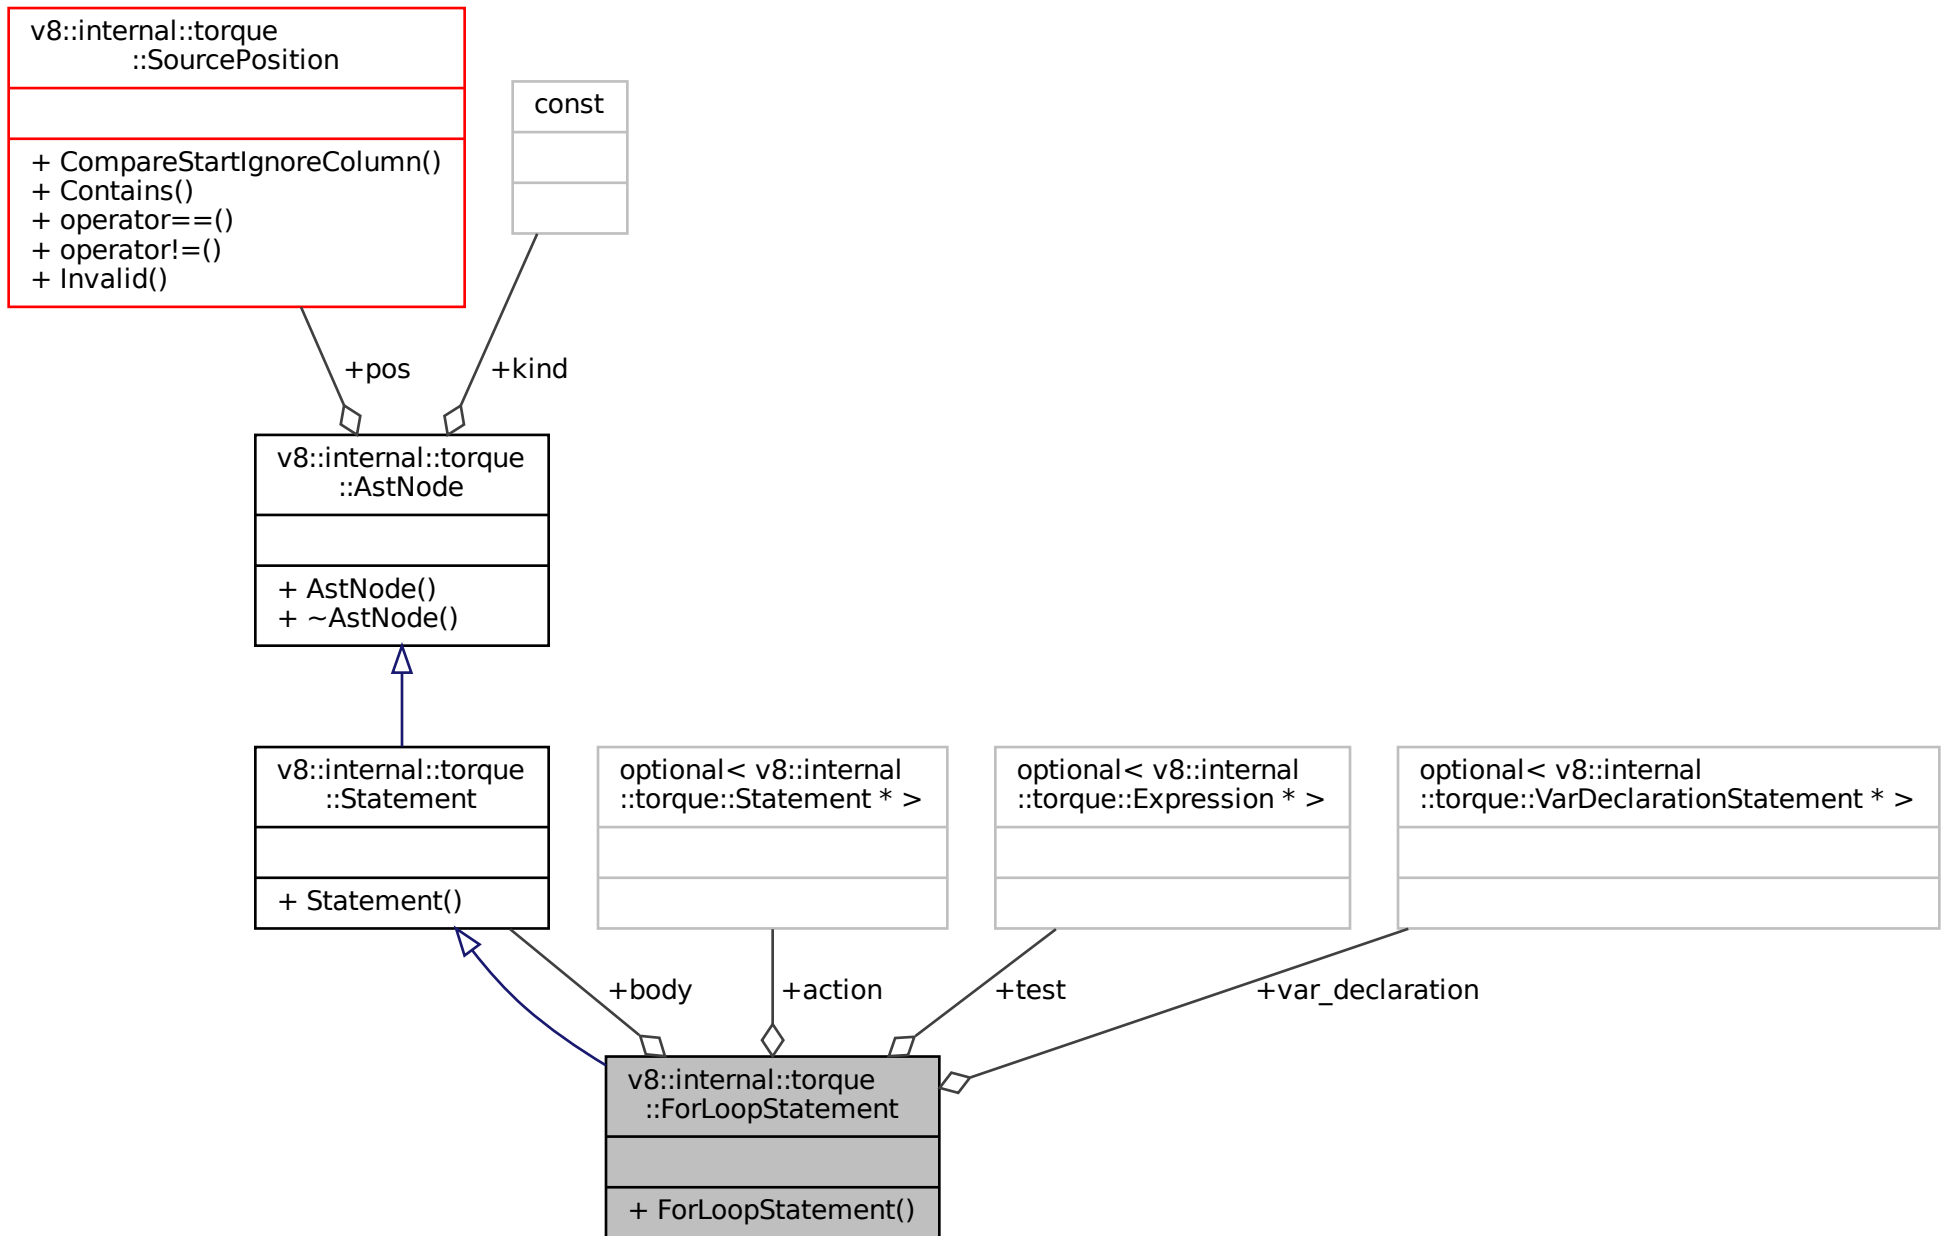 v8::internal::torque
::SourcePosition
+ CompareStartIgnoreColumn()
+ Contains()
+ operator==()
+ operator!=()
+ Invalid()
const
+pos
+kind
v8::internal::torque
::AstNode
+ AstNode()
+ ~AstNode()
v8::internal::torque
::Statement
+ Statement()
optional< v8::internal
::torque::Statement * >
optional< v8::internal
::torque::Expression * >
optional< v8::internal
::torque::VarDeclarationStatement * >
+body
+action
+test
+var_declaration
v8::internal::torque
::ForLoopStatement
+ ForLoopStatement()